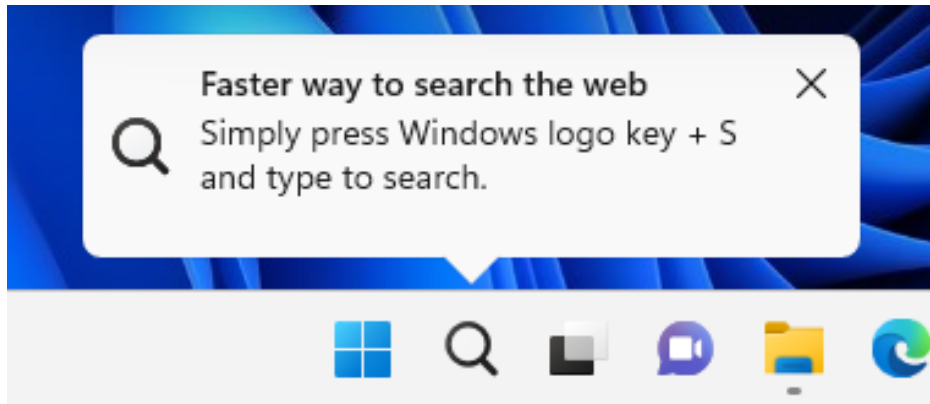 Faster way to search the web
Simply press Windows logo key + S
and type to search.